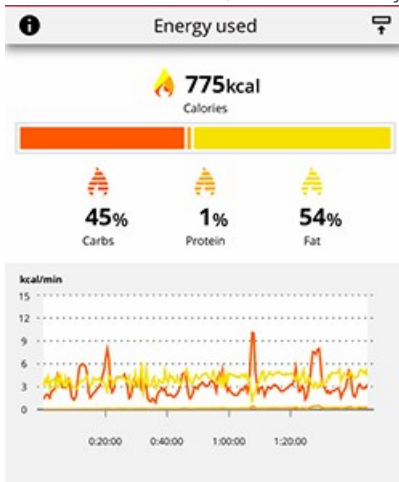 Energy used
775kcal
Calories
45% 1% 54%
Carbs Protein Fat
kcal/min
15
12
9
6
3
0
0:20:00 0:40:00 1:00:00 1:20:00